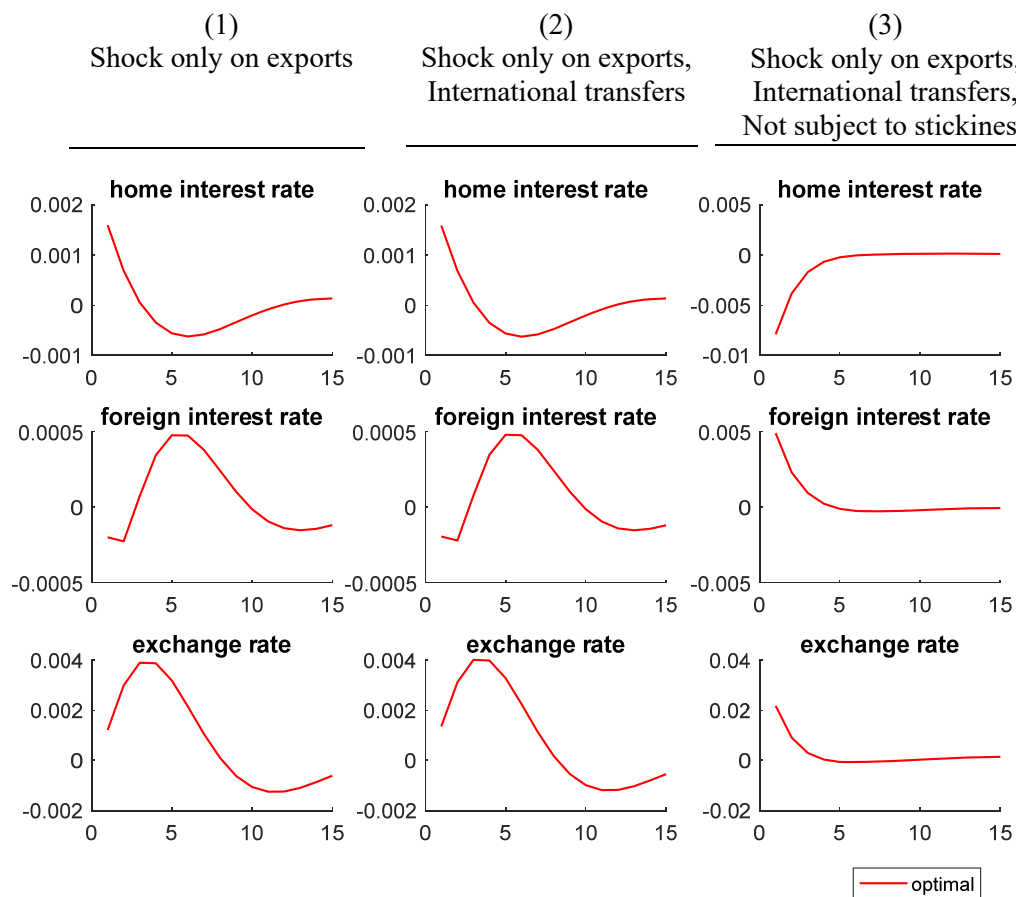 (1)
Shock only on exports
(2)
Shock only on exports,
International transfers
(3)
Shock only on exports,
International transfers,
Not subject to stickines
home interest rate
0.002
0.001
0
-0.001
0 5 10 15
home interest rate
0.002
0.001
0
-0.001
0 5 10 15
home interest rate
0.005
0
-0.005
-0.01
0 5 10 15
foreign interest rate
0.0005
0
-0.0005
0 5 10 15
foreign interest rate
0.0005
0
-0.0005
0 5 10 15
foreign interest rate
0.005
0
-0.005
0 5 10 15
exchange rate
0.004
0.002
0
-0.002
0 5 10 15
exchange rate
0.004
0.002
0
-0.002
0 5 10 15
exchange rate
0.04
0.02
0
-0.02
0 5 10 15
optimal